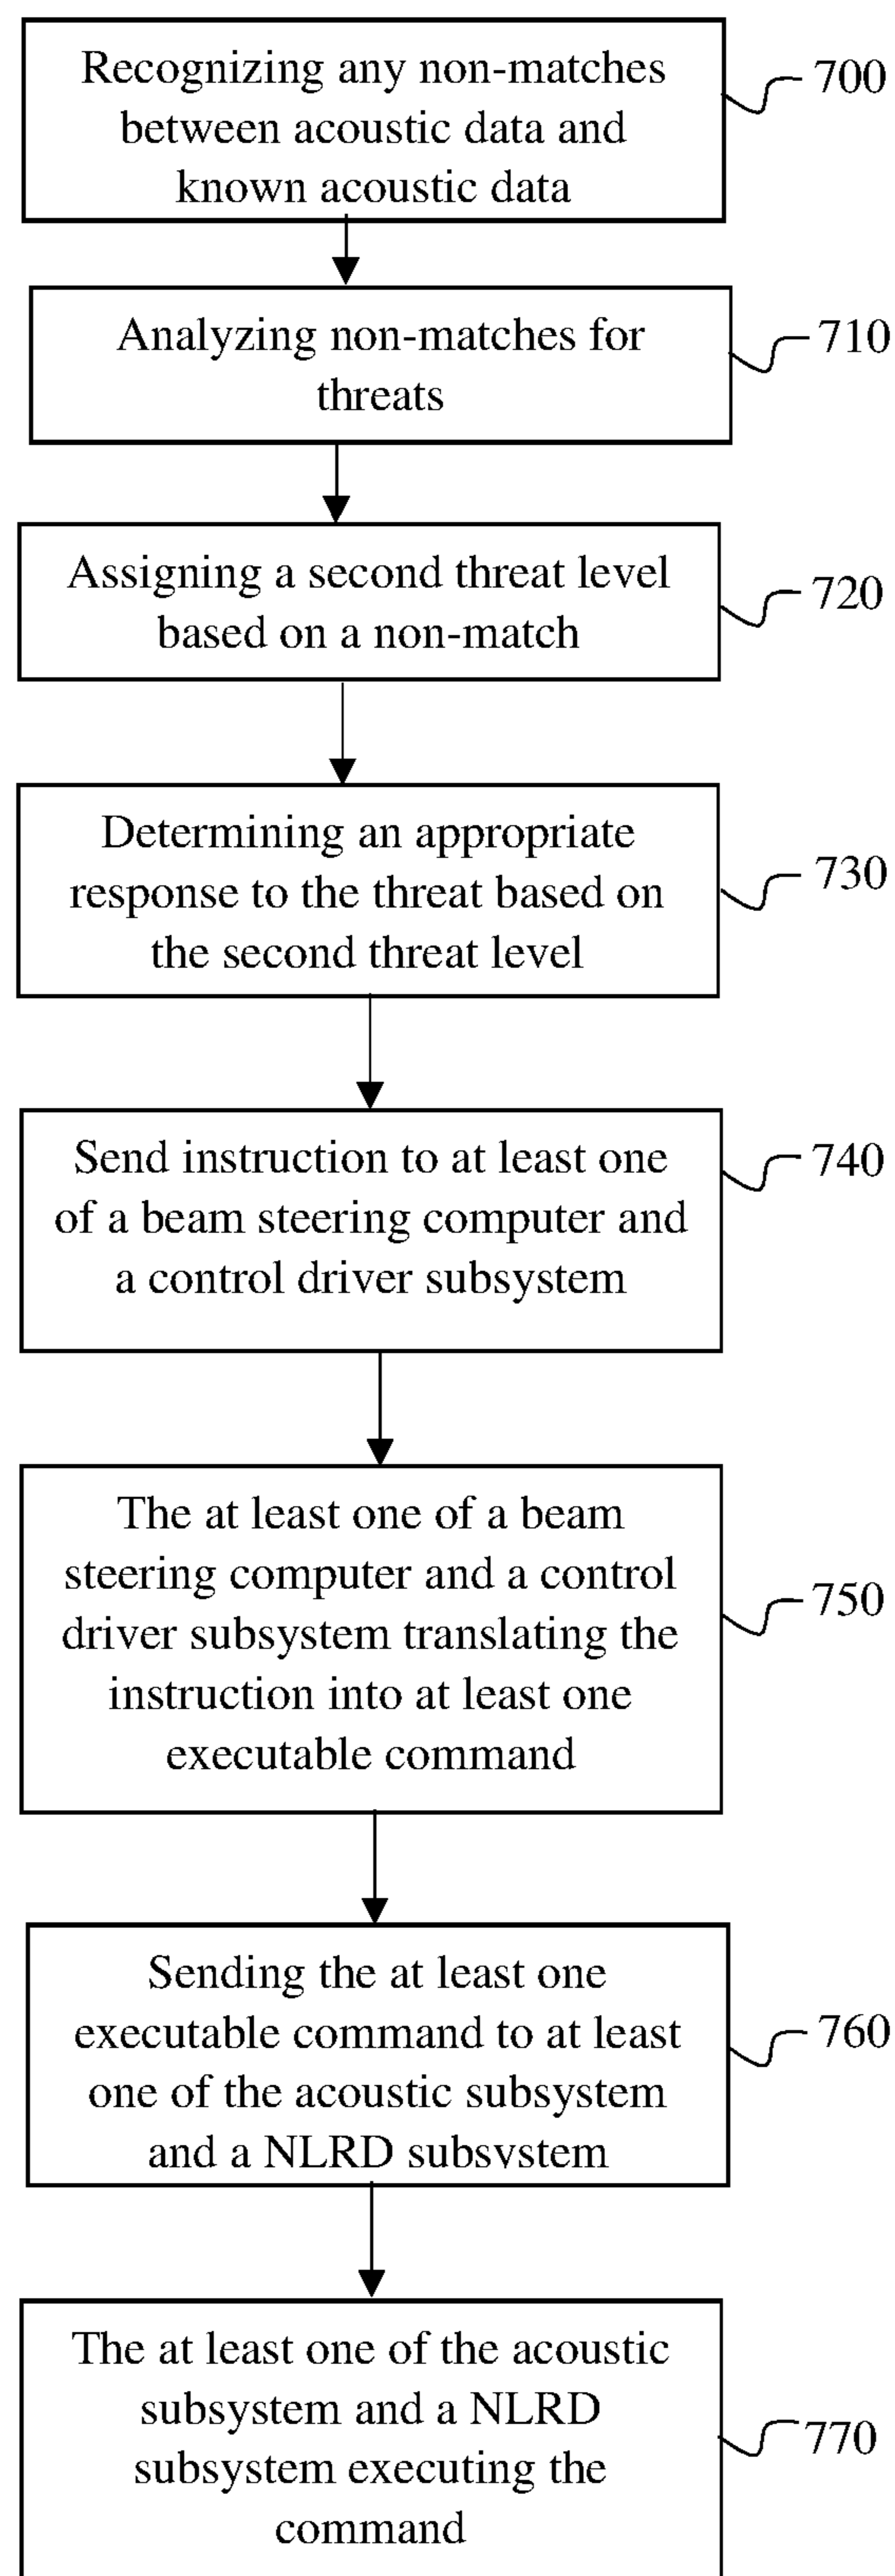 Recognizing any non-matches
between acoustic data and
known acoustic data
700
Analyzing non-matches for
threats
710
Assigning a second threat level
based on a non-match
720
Determining an appropriate
response to the threat based on
the second threat level
730
Send instruction to at least one
of a beam steering computer and
a control driver subsystem
740
The at least one of a beam
steering computer and a control
driver subsystem translating the
instruction into at least one
executable command
750
Sending the at least one
executable command to at least
one of the acoustic subsystem
and a NLRD subsystem
760
The at least one of the acoustic
subsystem and a NLRD
subsystem executing the
command
770